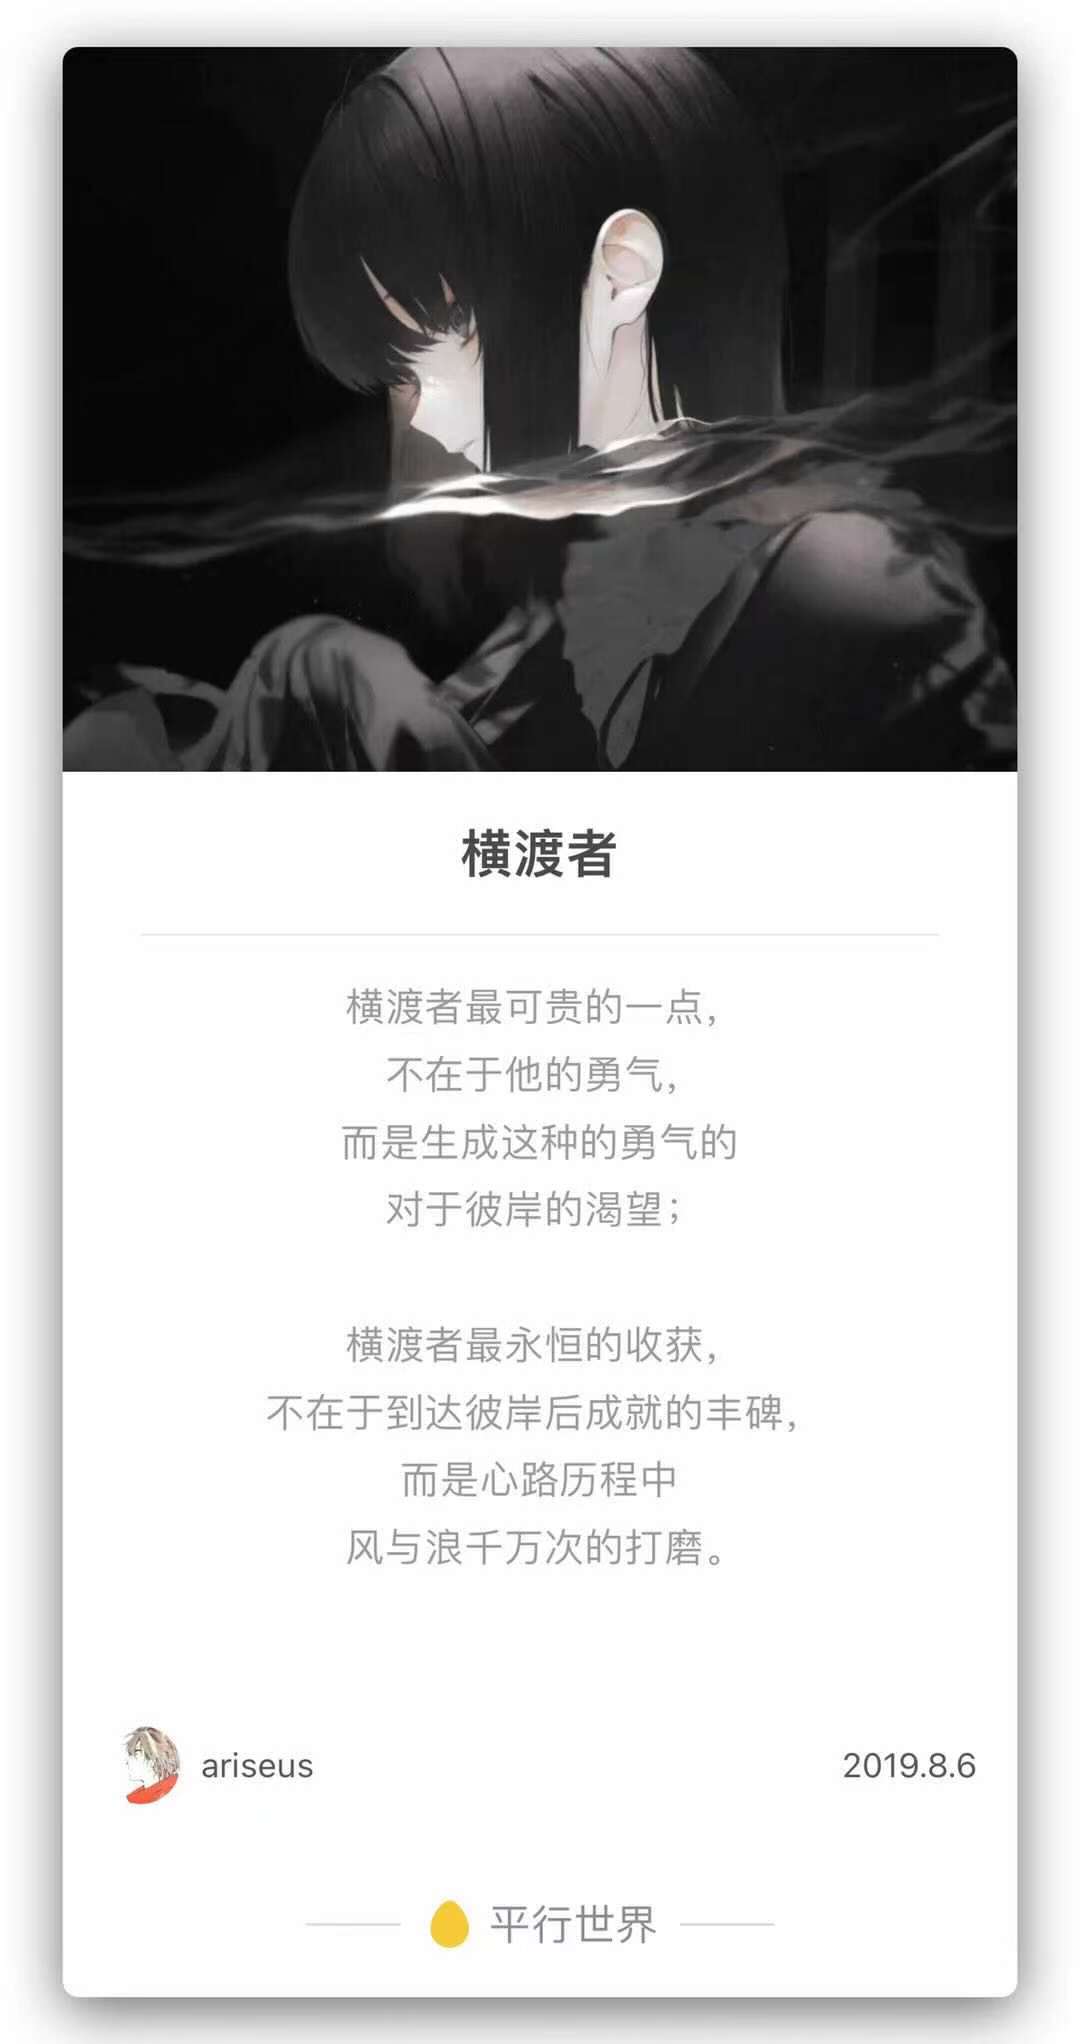 横渡者
横渡者最可贵的一点，
不在于他的勇气，
而是生成这种的勇气的
对于彼岸的渴望；
横渡者最永恒的收获，
不在于到达彼岸后成就的丰碑，
而是心路历程中
风与浪千万次的打磨。
ariseus
2019.8.6
平行世界